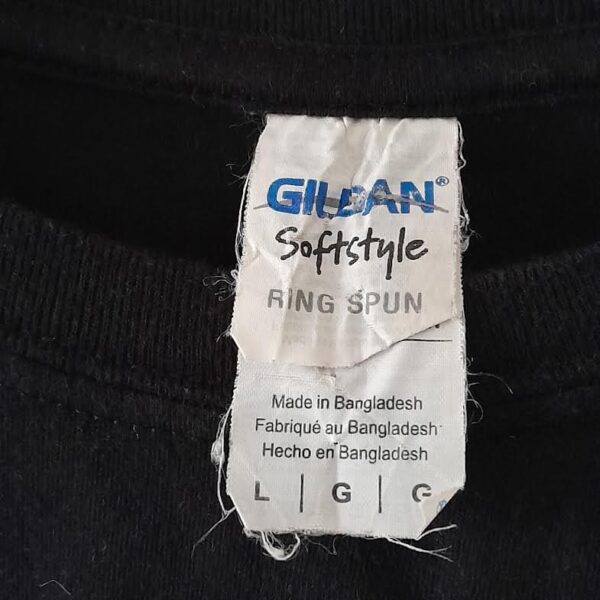 GILDAN®
Softstyle
RING SPUN
Made in Bangladesh
Fabriqué au Bangladesh
Hecho en Bangladesh
L | G | G